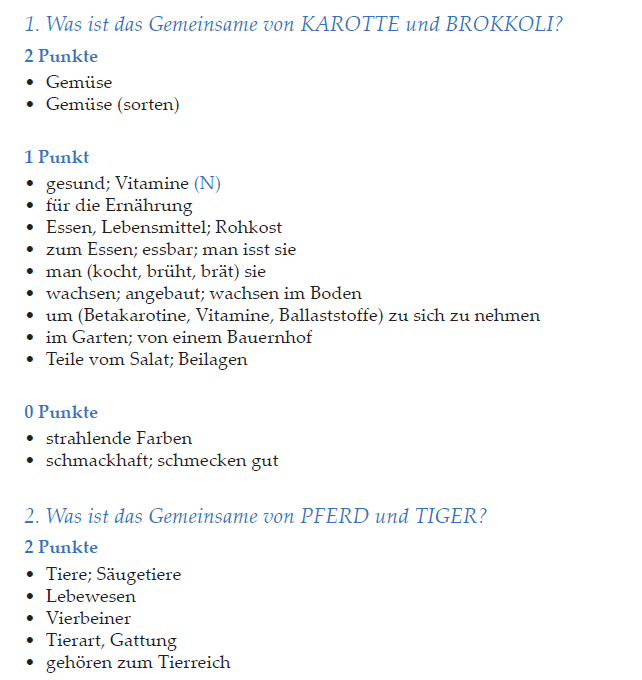 1. Was ist das Gemeinsame von KAROTTE und BROKKOLI?
2 Punkte
• Gemüse
• Gemüse (sorten)
1 Punkt
• gesund; Vitamine (N)
• für die Ernährung
• Essen, Lebensmittel; Rohkost
• zum Essen; essbar; man isst sie
• man (kocht, brüht, brät) sie
• wachsen; angebaut; wachsen im Boden
• um (Betakarotine, Vitamine, Ballaststoffe) zu sich zu nehmen
• im Garten; von einem Bauernhof
• Teile vom Salat; Beilagen
0 Punkte
• strahlende Farben
• schmackhaft; schmecken gut
2. Was ist das Gemeinsame von PFERD und TIGER?
2 Punkte
• Tiere; Säugetiere
• Lebewesen
• Vierbeiner
• Tierart, Gattung
• gehören zum Tierreich